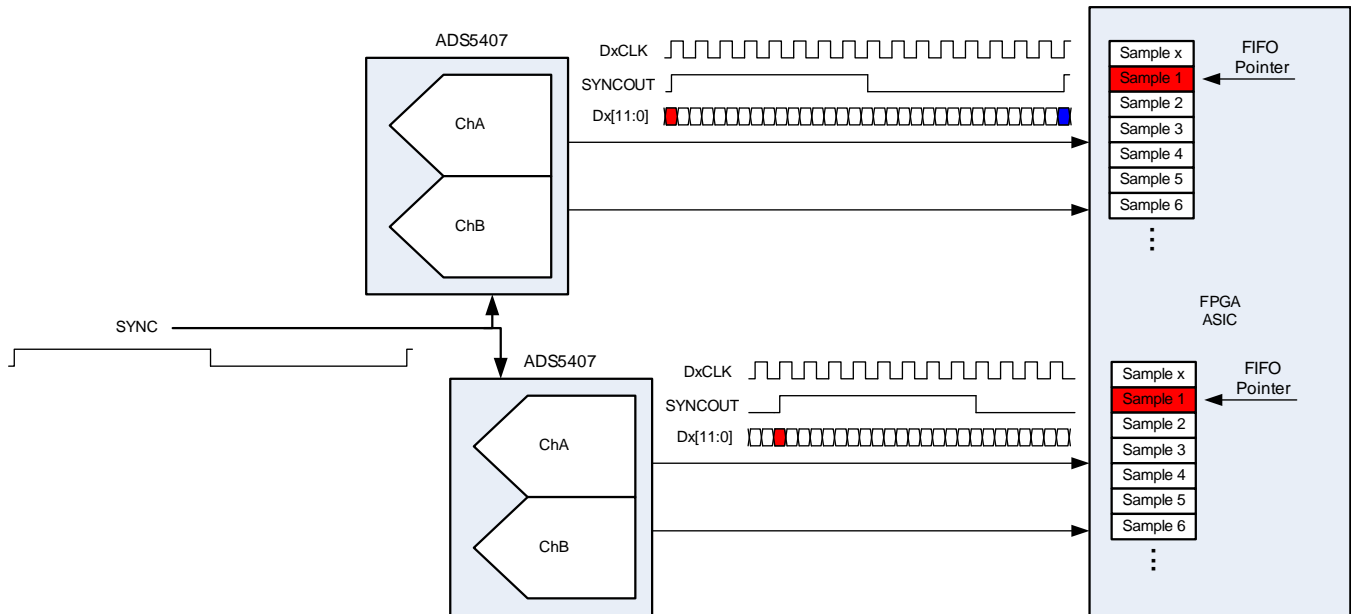 ADS5407
ChA
ChB
DxCLK
SYNCOUT
Dx[11:0]
Sample x
Sample 1
Sample 2
Sample 3
Sample 4
Sample 5
Sample 6
FIFO
Pointer
SYNC
FPGA
ASIC
ADS5407
ChA
ChB
DxCLK
SYNCOUT
Dx[11:0]
Sample x
Sample 1
Sample 2
Sample 3
Sample 4
Sample 5
Sample 6
FIFO
Pointer